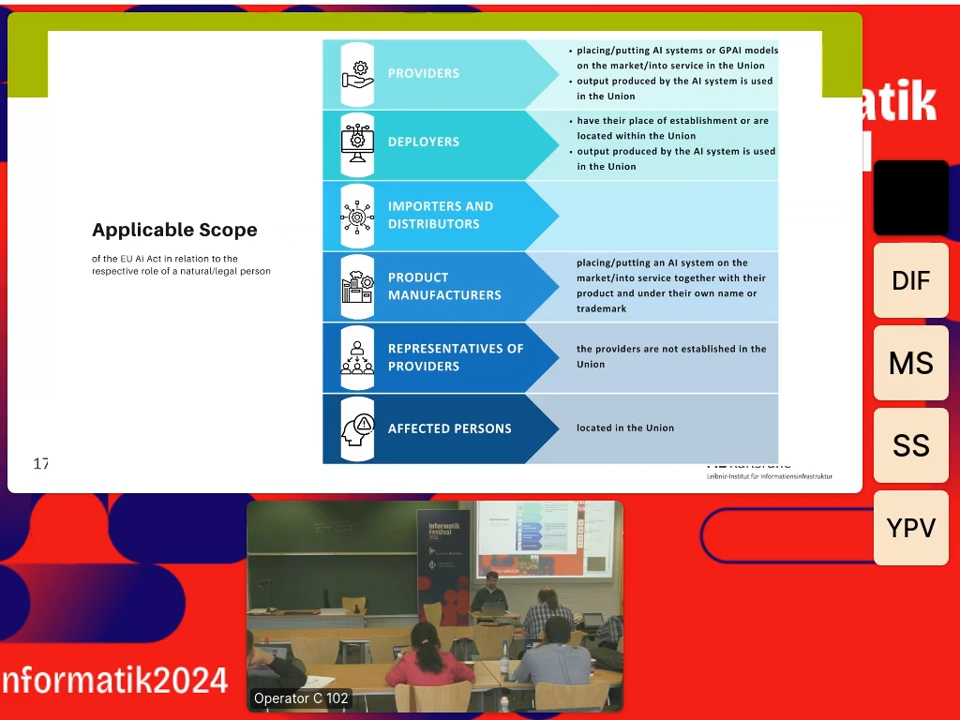 PROVIDERS
• placing/putting AI systems or GPAI models
on the market/into service in the Union
• output produced by the AI system is used
in the Union
DEPLOYERS
• have their place of establishment or are
located within the Union
• output produced by the AI system is used
in the Union
Applicable Scope
of the EU Ai Act in relation to the
respective role of a natural/legal person
IMPORTERS AND
DISTRIBUTORS
PRODUCT
MANUFACTURERS
placing/putting an AI system on the
market/into service together with their
product and under their own name or
trademark
REPRESENTATIVES OF
PROVIDERS
the providers are not established in the
Union
AFFECTED PERSONS
located in the Union
17
Leibniz-Institut für Informationsinfrastruktur
atik
DIF
MS
SS
YPV
informatik
festival
2024
nformatik2024
Operator C 102